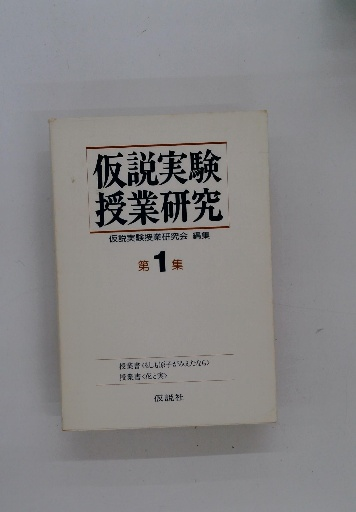 仮説実験
授業研究
仮説実験授業研究会 編集
第1集
授業書〈もしも原子がみえたなら〉
授業書〈花と実〉
仮説社